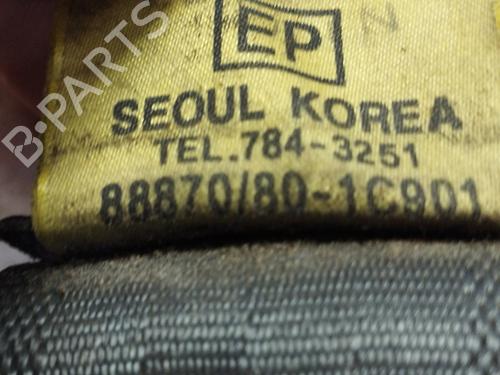 EP
N
SEOUL KOREA
TEL.784-3251
88870/80-1C901
B-PARTS